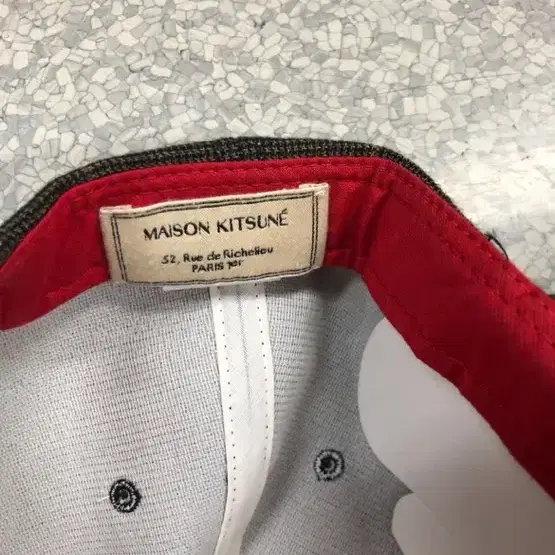 MAISON KITSUNÉ
52, Rue de Richelieu
PARIS 1er